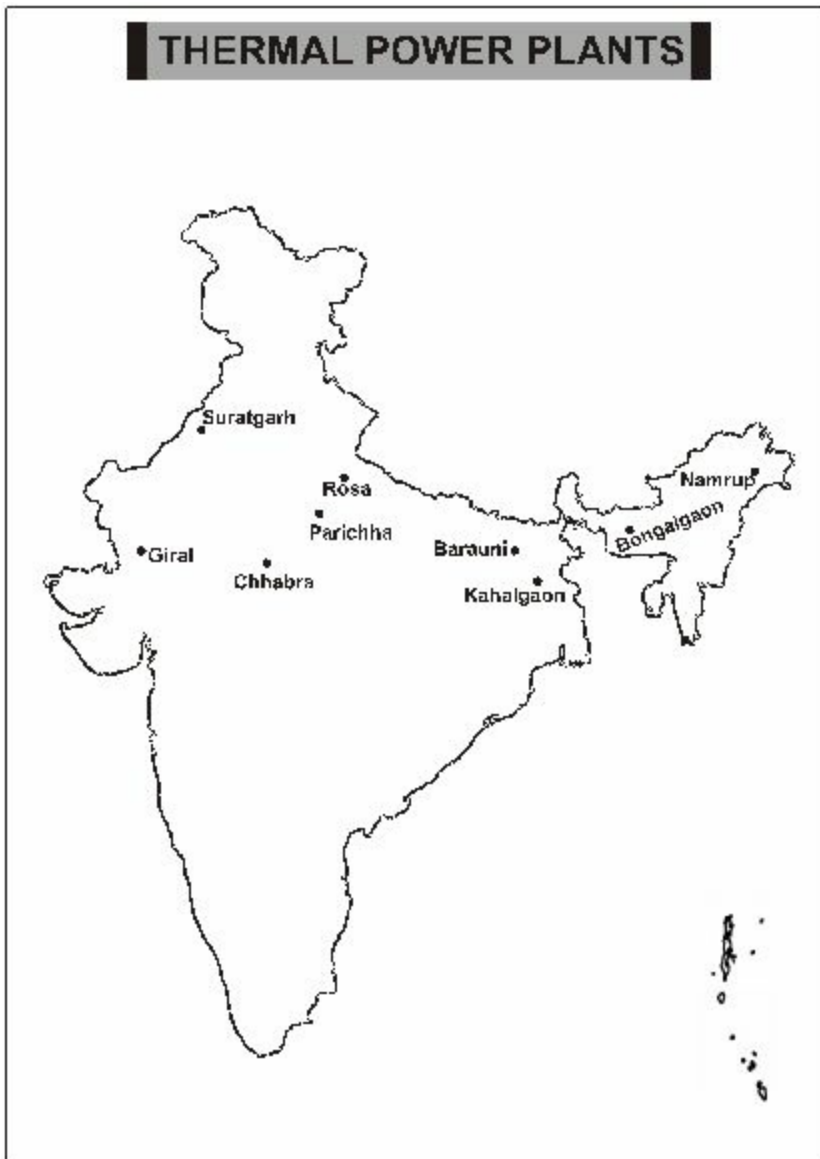 THERMAL POWER PLANTS
Suratgarh
Namrup
Rosa
Bongaigaon
Parichha
Barauni
Giral
Chhabra
Kahalgaon